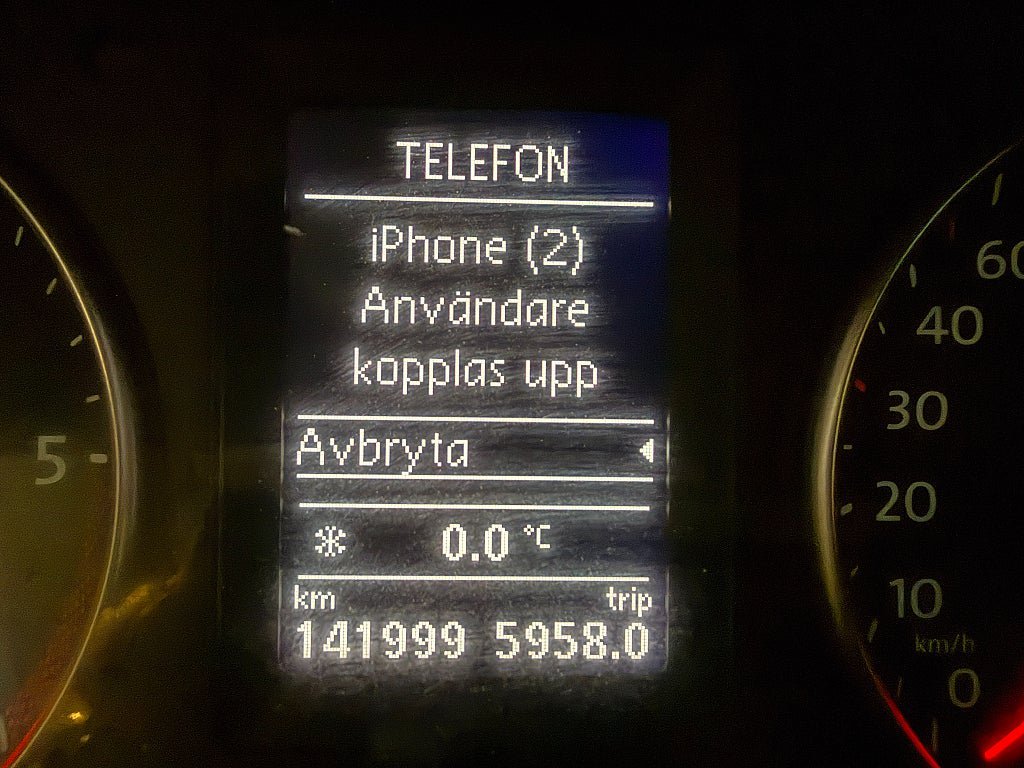 TELEFON
iPhone (2)
Användare
kopplas upp
Avbryta
0.0 °C
km trip
141999 5958.0
5
60
40
30
20
10
km/h
0